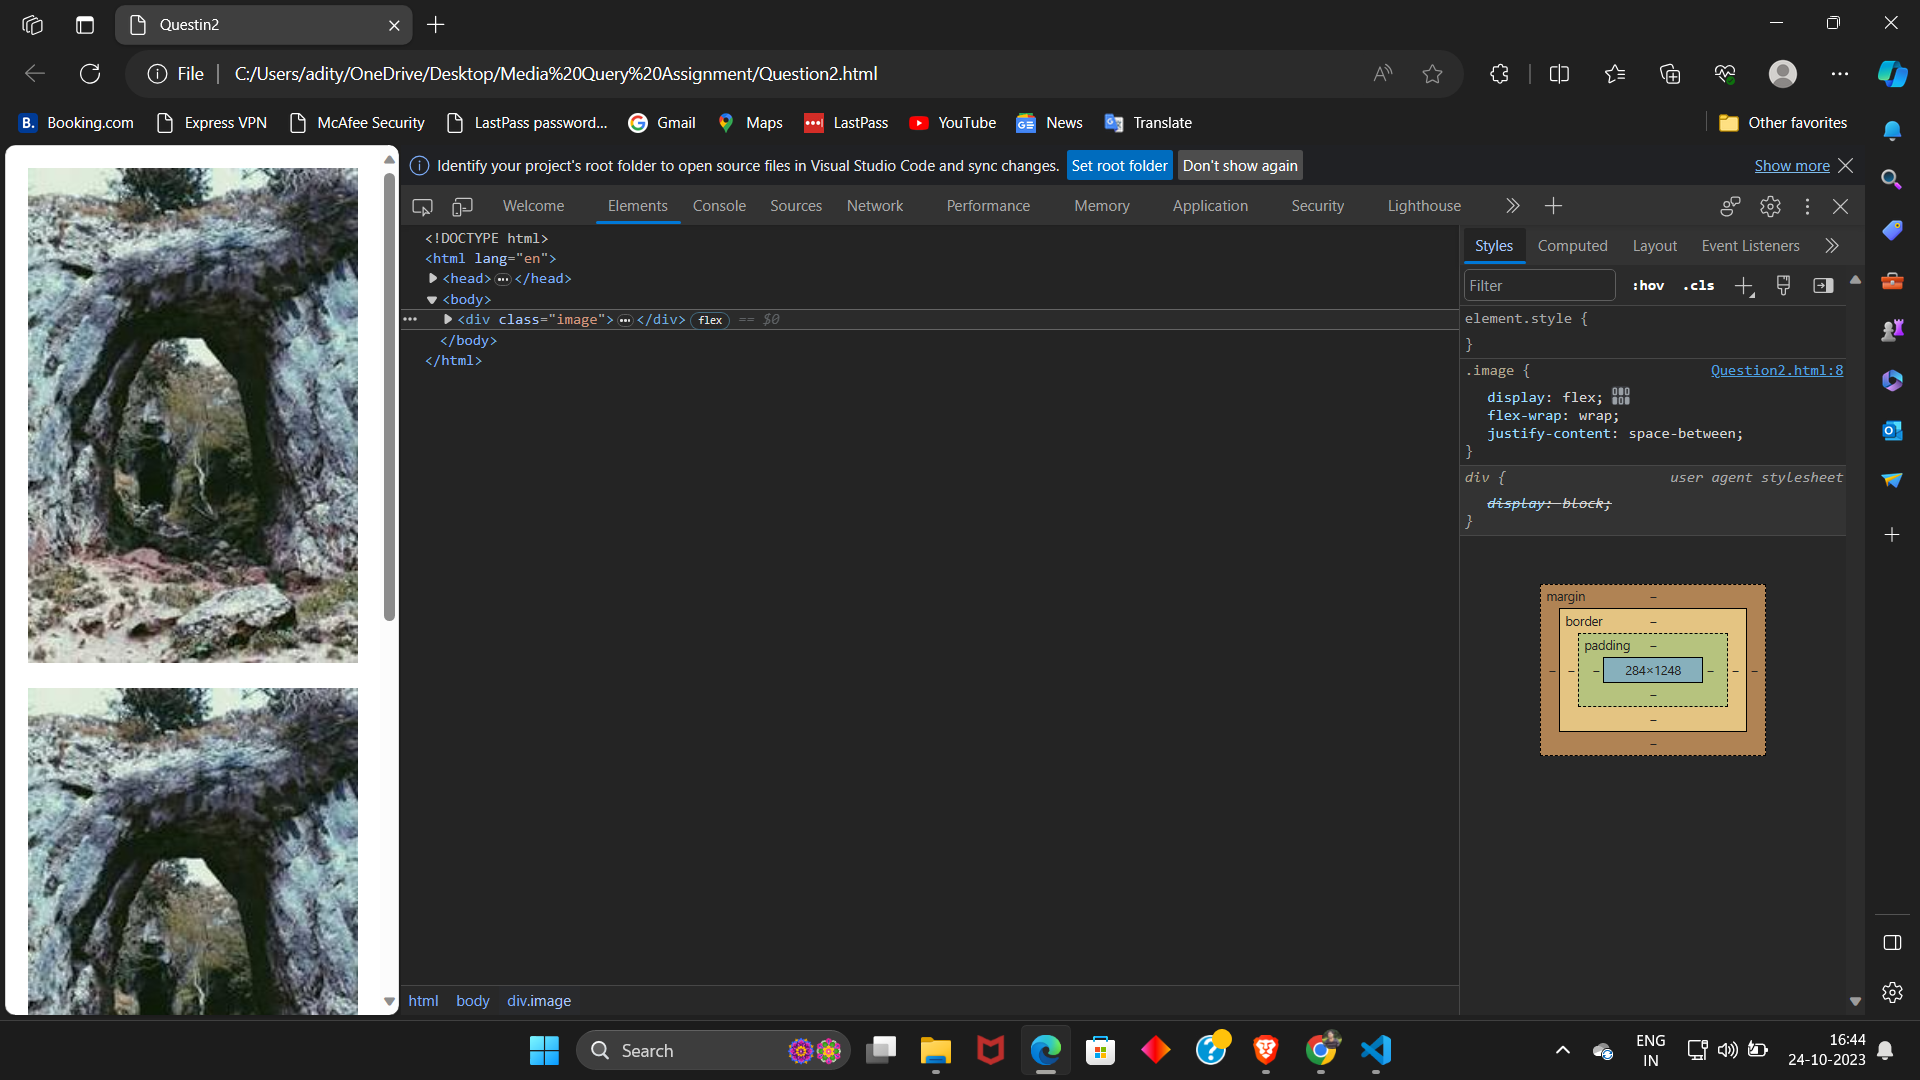 Questin2
File
C:/Users/adity/OneDrive/Desktop/Media%20Query%20Assignment/Question2.html
B. Booking.com Express VPN McAfee Security LastPass password... Gmail Maps LastPass YouTube News Translate Other favorites
Identify your project's root folder to open source files in Visual Studio Code and sync changes. Set root folder Don't show again Show more
Welcome Elements Console Sources Network Performance Memory Application Security Lighthouse
<!DOCTYPE html>
<html lang="en">
<head>…</head>
<body>
<div class="image">…</div> flex == $0
</body>
</html>
html body div.image
Styles Computed Layout Event Listeners
Filter :hov .cls
element.style {
}
.image { Question2.html:8
display: flex;
flex-wrap: wrap;
justify-content: space-between;
}
div { user agent stylesheet
display: block;
}
margin –
border –
padding –
– – – 284×1248 – – –
–
–
–
Search
ENG
IN
16:44
24-10-2023